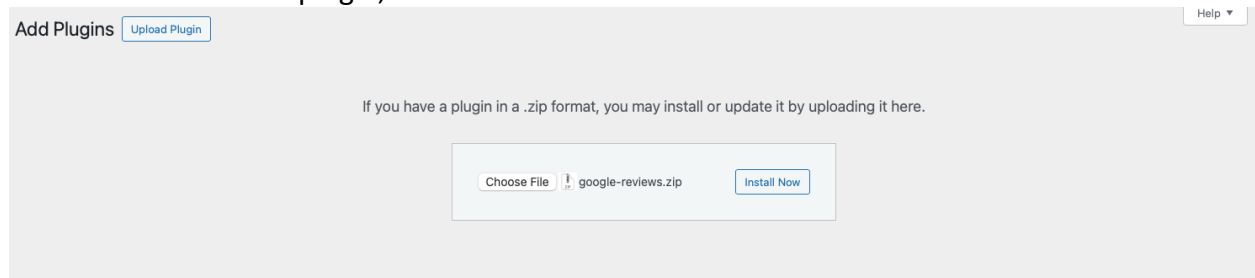 plugin,
Help ▼
Add Plugins Upload Plugin
If you have a plugin in a .zip format, you may install or update it by uploading it here.
Choose File google-reviews.zip Install Now